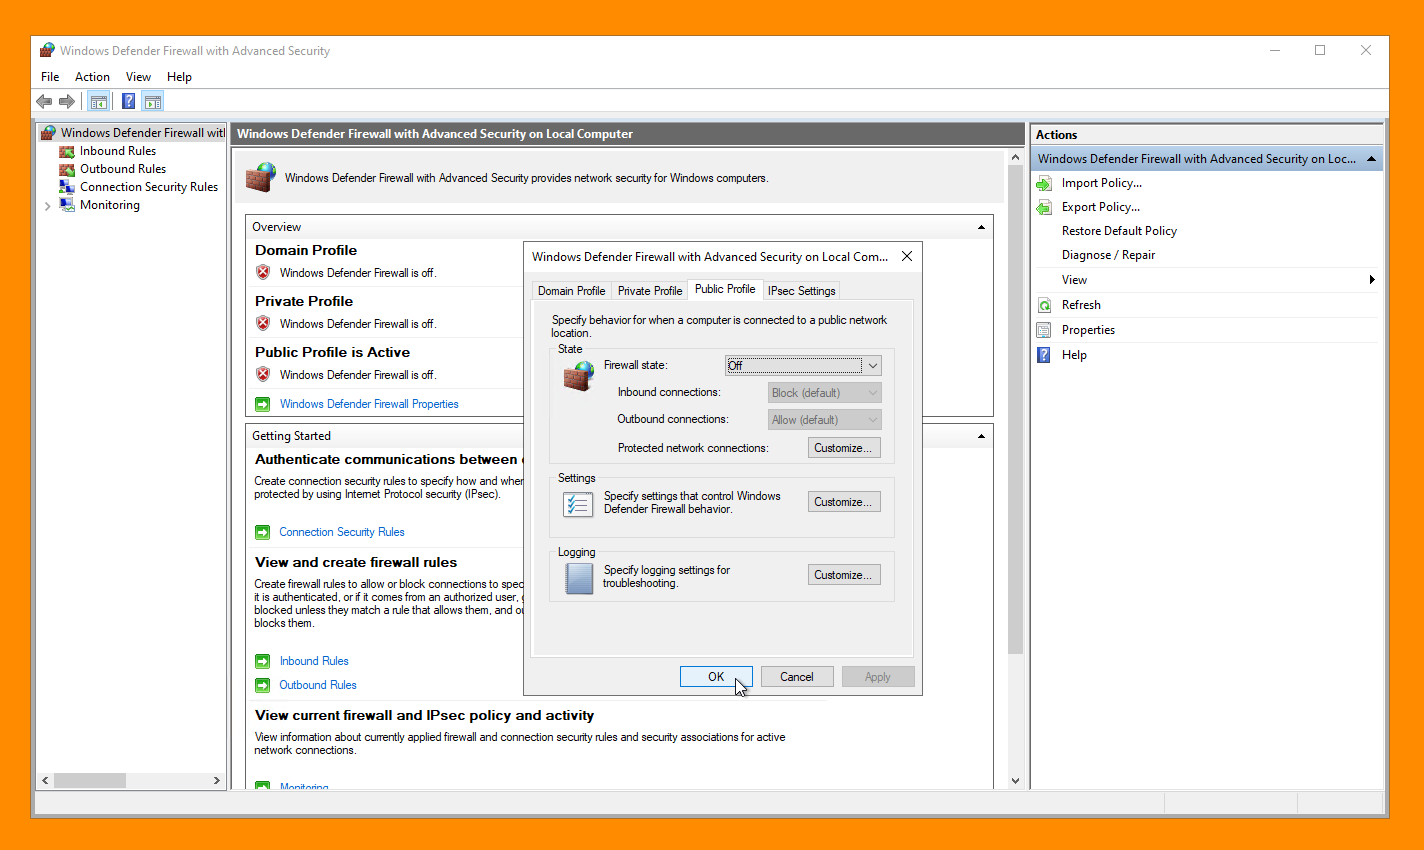 Windows Defender Firewall with Advanced Security
File Action View Help
Windows Defender Firewall wit
Inbound Rules
Outbound Rules
Connection Security Rules
Monitoring
Windows Defender Firewall with Advanced Security on Local Computer
Windows Defender Firewall with Advanced Security provides network security for Windows computers.
Overview
Domain Profile
Windows Defender Firewall is off.
Private Profile
Windows Defender Firewall is off.
Public Profile is Active
Windows Defender Firewall is off.
Windows Defender Firewall Properties
Getting Started
Authenticate communications between
Create connection security rules to specify how and when
protected by using Internet Protocol security (IPsec).
Connection Security Rules
View and create firewall rules
Create firewall rules to allow or block connections to spec
it is authenticated, or if it comes from an authorized user,
blocked unless they match a rule that allows them, and ou
blocks them.
Inbound Rules
Outbound Rules
View current firewall and IPsec policy and activity
View information about currently applied firewall and connection security rules and security associations for active
network connections.
Monitoring
Windows Defender Firewall with Advanced Security on Local Com...
Domain Profile Private Profile Public Profile IPsec Settings
Specify behavior for when a computer is connected to a public network
location.
State
Firewall state: Off
Inbound connections: Block (default)
Outbound connections: Allow (default)
Protected network connections: Customize...
Settings
Specify settings that control Windows
Defender Firewall behavior.
Customize...
Logging
Specify logging settings for
troubleshooting.
Customize...
OK Cancel Apply
Actions
Windows Defender Firewall with Advanced Security on Loc...
Import Policy...
Export Policy...
Restore Default Policy
Diagnose / Repair
View
Refresh
Properties
Help